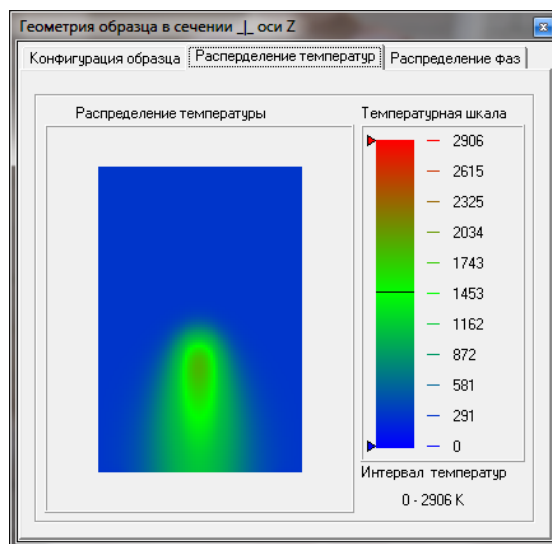 Геометрия образца в сечении _|_ оси Z
Конфигурация образца
Распределение температур
Распределение фаз
Распределение температуры
Температурная шкала
2906
2615
2325
2034
1743
1453
1162
872
581
291
0
Интервал температур
0 - 2906 K